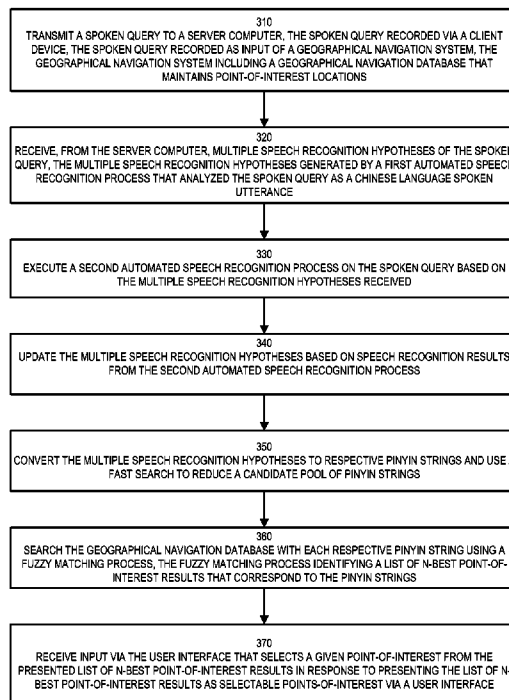 310
TRANSMIT A SPOKEN QUERY TO A SERVER COMPUTER, THE SPOKEN QUERY RECORDED VIA A CLIENT
DEVICE, THE SPOKEN QUERY RECORDED AS INPUT OF A GEOGRAPHICAL NAVIGATION SYSTEM, THE
GEOGRAPHICAL NAVIGATION SYSTEM INCLUDING A GEOGRAPHICAL NAVIGATION DATABASE THAT
MAINTAINS POINT-OF-INTEREST LOCATIONS
320
RECEIVE, FROM THE SERVER COMPUTER, MULTIPLE SPEECH RECOGNITION HYPOTHESES OF THE SPOKEN
QUERY, THE MULTIPLE SPEECH RECOGNITION HYPOTHESES GENERATED BY A FIRST AUTOMATED SPEECH
RECOGNITION PROCESS THAT ANALYZED THE SPOKEN QUERY AS A CHINESE LANGUAGE SPOKEN
UTTERANCE
330
EXECUTE A SECOND AUTOMATED SPEECH RECOGNITION PROCESS ON THE SPOKEN QUERY BASED ON
THE MULTIPLE SPEECH RECOGNITION HYPOTHESES RECEIVED
340
UPDATE THE MULTIPLE SPEECH RECOGNITION HYPOTHESES BASED ON SPEECH RECOGNITION RESULTS
FROM THE SECOND AUTOMATED SPEECH RECOGNITION PROCESS
350
CONVERT THE MULTIPLE SPEECH RECOGNITION HYPOTHESES TO RESPECTIVE PINYIN STRINGS AND USE
FAST SEARCH TO REDUCE A CANDIDATE POOL OF PINYIN STRINGS
360
SEARCH THE GEOGRAPHICAL NAVIGATION DATABASE WITH EACH RESPECTIVE PINYIN STRING USING A
FUZZY MATCHING PROCESS, THE FUZZY MATCHING PROCESS IDENTIFYING A LIST OF N-BEST POINT-OF-
INTEREST RESULTS THAT CORRESPOND TO THE PINYIN STRINGS
370
RECEIVE INPUT VIA THE USER INTERFACE THAT SELECTS A GIVEN POINT-OF-INTEREST FROM THE
PRESENTED LIST OF N-BEST POINT-OF-INTEREST RESULTS IN RESPONSE TO PRESENTING THE LIST OF N-
BEST POINT-OF-INTEREST RESULTS AS SELECTABLE POINTS-OF-INTEREST VIA A USER INTERFACE